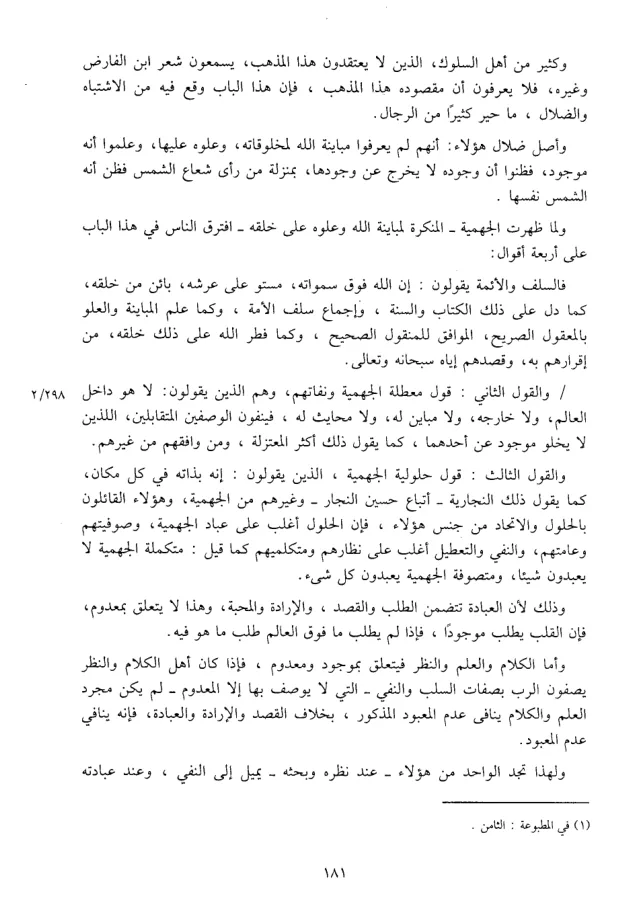 وكثير من أهل السلوك، الذين لا يعتقدون هذا المذهب، يسمعون شعر ابن الفارض
وغيره، فلا يعرفون أن مقصوده هذا المذهب ، فإن هذا الباب وقع فيه من الاشتباه
والضلال ، ما حير كثيرًا من الرجال.
وأصل ضلال هؤلاء: أنهم لم يعرفوا مباينة الله لمخلوقاته، وعلوه عليها، وعلموا أنه
موجود، فظنوا أن وجوده لا يخرج عن وجودها، بمنزلة من رأى شعاع الشمس فظن أنه
الشمس نفسها .
ولما ظهرت الجهمية ـ المنكرة لمباينة الله وعلوه على خلقه ـ افترق الناس في هذا الباب
على أربعة أقوال:
فالسلف والأئمة يقولون : إن الله فوق سمواته، مستو على عرشه، بائن من خلقه،
كما دل على ذلك الكتاب والسنة ، وإجماع سلف الأمة ، وكما علم المباينة والعلو
بالمعقول الصريح، الموافق للمنقول الصحيح ، وكما فطر الله على ذلك خلقه، من
إقرارهم به، وقصدهم إياه سبحانه وتعالى.
/ والقول الثاني : قول معطلة الجهمية ونفاتهم، وهم الذين يقولون: لا هو داخل ٢/٢٩٨
العالم، ولا خارجه، ولا مباين له، ولا محايث له ، فينفون الوصفين المتقابلين، اللذين
لا يخلو موجود عن أحدهما ، كما يقول ذلك أكثر المعتزلة ، ومن وافقهم من غيرهم.
والقول الثالث : قول حلولية الجهمية ، الذين يقولون : إنه بذاته في كل مكان،
كما يقول ذلك النجارية ـ أتباع حسين النجار ـ وغيرهم من الجهمية، وهؤلاء القائلون
بالحلول والاتحاد من جنس هؤلاء ، فإن الحلول أغلب على عباد الجهمية، وصوفيتهم
وعامتهم، والنفي والتعطيل أغلب على نظارهم ومتكلميهم كما قيل : متكملة الجهمية لا
يعبدون شيئا، ومتصوفة الجهمية يعبدون كل شىء.
وذلك لأن العبادة تتضمن الطلب والقصد ، والإرادة والمحبة، وهذا لا يتعلق بمعدوم،
فإن القلب يطلب موجودًا ، فإذا لم يطلب ما فوق العالم طلب ما هو فيه.
وأما الكلام والعلم والنظر فيتعلق بموجود ومعدوم ، فإذا كان أهل الكلام والنظر
يصفون الرب بصفات السلب والنفي ـ التي لا يوصف بها إلا المعدوم ـ لم يكن مجرد
العلم والكلام ينافى عدم المعبود المذكور ، بخلاف القصد والإرادة والعبادة، فإنه ينافي
عدم المعبود.
ولهذا تجد الواحد من هؤلاء ـ عند نظره وبحثه ـ يميل إلى النفي ، وعند عبادته
(١) في المطبوعة : الثامن .
١٨١